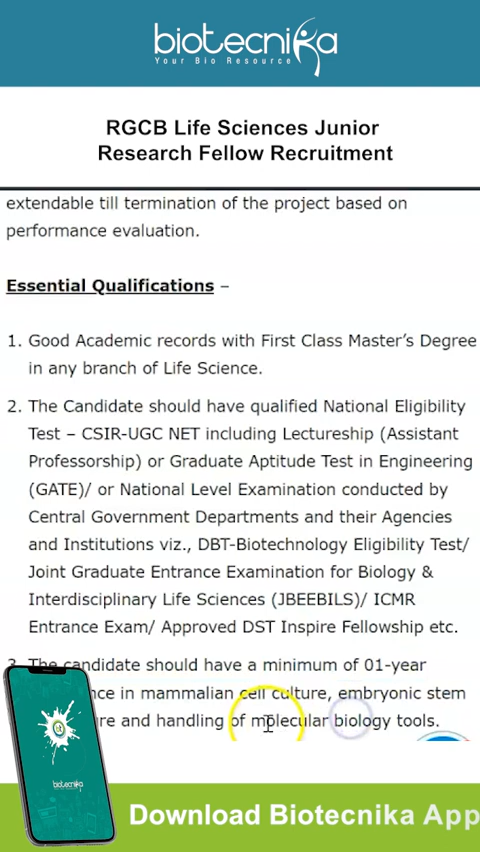 biotecnika
Your Bio Resource
RGCB Life Sciences Junior
Research Fellow Recruitment
extendable till termination of the project based on
performance evaluation.
Essential Qualifications –
1. Good Academic records with First Class Master's Degree
in any branch of Life Science.
2. The Candidate should have qualified National Eligibility
Test – CSIR-UGC NET including Lectureship (Assistant
Professorship) or Graduate Aptitude Test in Engineering
(GATE)/ or National Level Examination conducted by
Central Government Departments and their Agencies
and Institutions viz., DBT-Biotechnology Eligibility Test/
Joint Graduate Entrance Examination for Biology &
Interdisciplinary Life Sciences (JBEEBILS)/ ICMR
Entrance Exam/ Approved DST Inspire Fellowship etc.
The candidate should have a minimum of 01-year
in mammalian cell culture, embryonic stem
and handling of molecular biology tools.
biotecnika
Download Biotecnika App